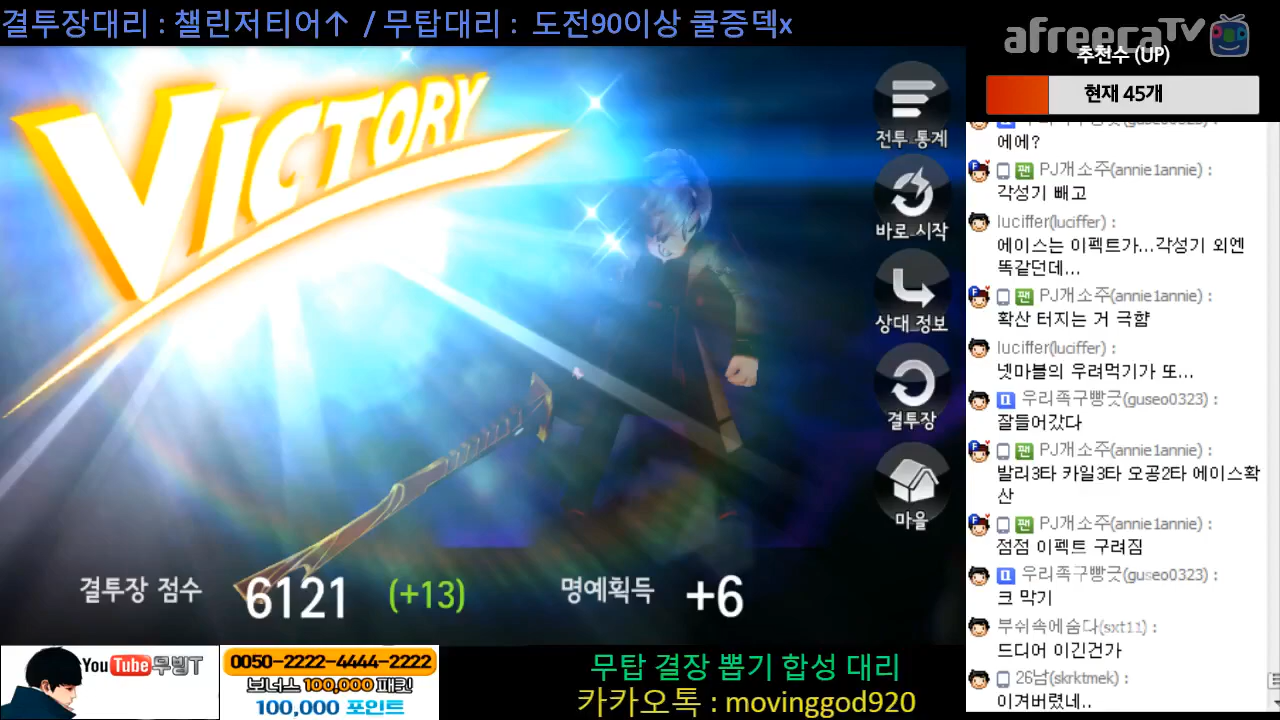 결투장대리 : 챌린저티어↑ / 무탑대리 : 도전90이상 쿨증덱x
afreecaTV
추천수 (UP)
현재 45개
VICTORY
전투 통계
바로 시작
상대 정보
결투장
마을
결투장 점수 6121 (+13) 명예획득 +6
에에?
PJ개소주(annie1annie) :
각성기 빼고
luciffer(luciffer) :
에이스는 이펙트가...각성기 외엔
똑같던데...
PJ개소주(annie1annie) :
확산 터지는 거 극혐
luciffer(luciffer) :
넷마블의 우려먹기가 또...
우리족구빵긋(guseo0323) :
잘들어갔다
PJ개소주(annie1annie) :
발리3타 카일3타 오공2타 에이스확
산
PJ개소주(annie1annie) :
점점 이펙트 구려짐
우리족구빵긋(guseo0323) :
크 막기
부쉬속에숨다(sxt11) :
드디어 이긴건가
26남(skrktmek) :
이겨버렸네..
YouTube 무빙T
0050-2222-4444-2222
보너스 100,000 패킷
100,000 포인트
무탑 결장 뽑기 합성 대리
카카오톡 : movinggod920